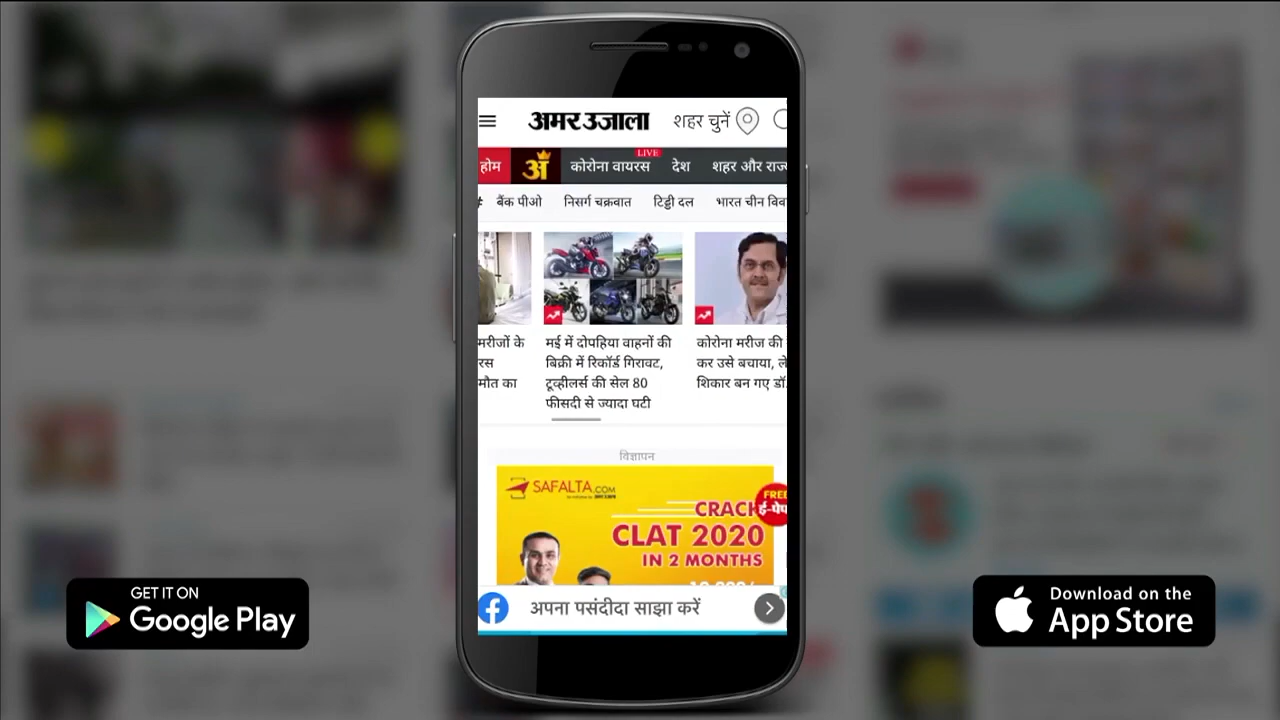 अमर उजाला
शहर चुनें
LIVE
होम
अ
कोरोना वायरस
देश
शहर और राज्
# बैंक पीओ
निसर्ग चक्रवात
टिड्डी दल
भारत चीन विवा
मरीजों के
रस
मौत का
मई में दोपहिया वाहनों की
बिक्री में रिकॉर्ड गिरावट,
टूव्हीलर्स की सेल 80
फीसदी से ज्यादा घटी
कोरोना मरीज की
कर उसे बचाया, ले
शिकार बन गए डॉ.
विज्ञापन
SAFALTA.COM
CRACK
CLAT 2020
IN 2 MONTHS
FREE
ई-पेप
अपना पसंदीदा साझा करें
GET IT ON
Google Play
Download on the
App Store